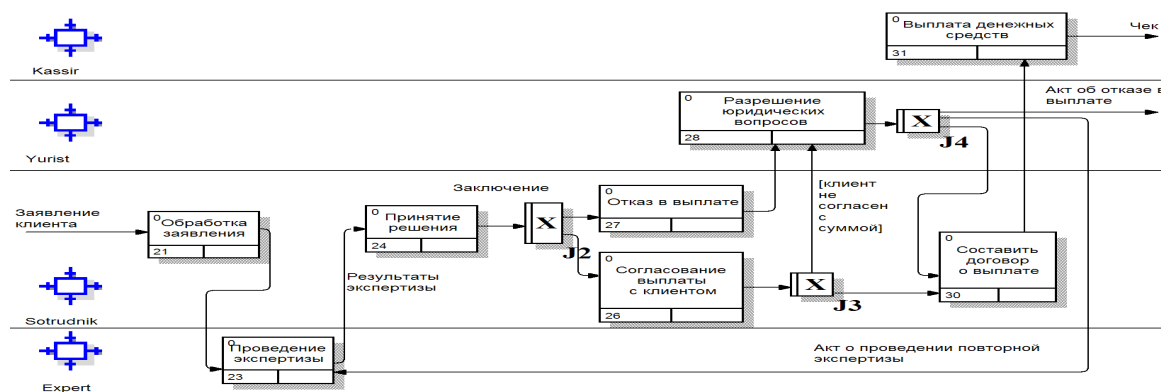 0
Выплата денежных
средств
31
Чек
Kassir
Акт об отказе в
выплате
0
Разрешение
юридических
вопросов
28
X
J4
Yurist
Заявление
клиента
0
Обработка
заявления
21
0
Принятие
решения
24
Результаты
экспертизы
Заключение
X
J2
0
Отказ в выплате
27
0
Согласование
выплаты
с клиентом
26
[клиент
не
согласен
с
суммой]
X
J3
0
Составить
договор
о выплате
30
Sotrudnik
0
Проведение
экспертизы
23
Акт о проведении повторной
экспертизы
Expert